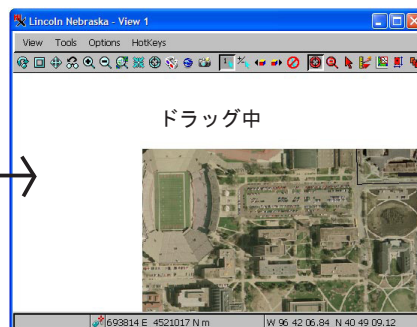 Lincoln Nebraska - View 1
View Tools Options HotKeys
ドラッグ中
693814 E 4521017 N m W 96 42 06.84 N 40 49 09.12